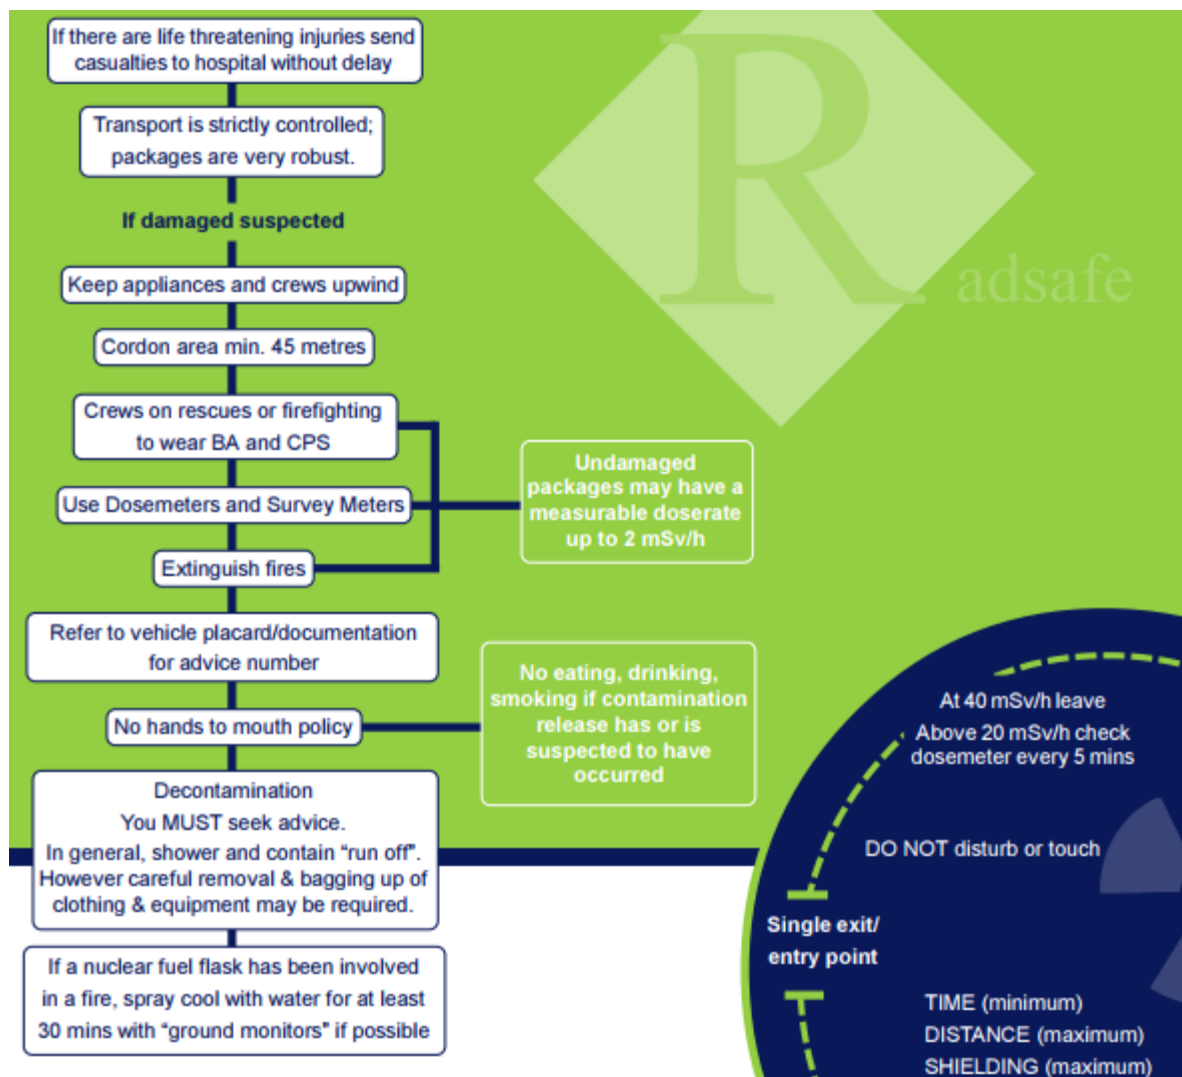 If there are life threatening injuries send
casualties to hospital without delay
Transport is strictly controlled;
packages are very robust.
If damaged suspected
Keep appliances and crews upwind
Cordon area min. 45 metres
Crews on rescues or firefighting
to wear BA and CPS
Use Dosemeters and Survey Meters
Extinguish fires
Undamaged
packages may have a
measurable doserate
up to 2 mSv/h
Refer to vehicle placard/documentation
for advice number
No hands to mouth policy
No eating, drinking,
smoking if contamination
release has or is
suspected to have
occurred
Decontamination
You MUST seek advice.
In general, shower and contain “run off”.
However careful removal & bagging up of
clothing & equipment may be required.
If a nuclear fuel flask has been involved
in a fire, spray cool with water for at least
30 mins with “ground monitors” if possible
R adsafe
At 40 mSv/h leave
Above 20 mSv/h check
dosemeter every 5 mins
DO NOT disturb or touch
Single exit/
entry point
TIME (minimum)
DISTANCE (maximum)
SHIELDING (maximum)